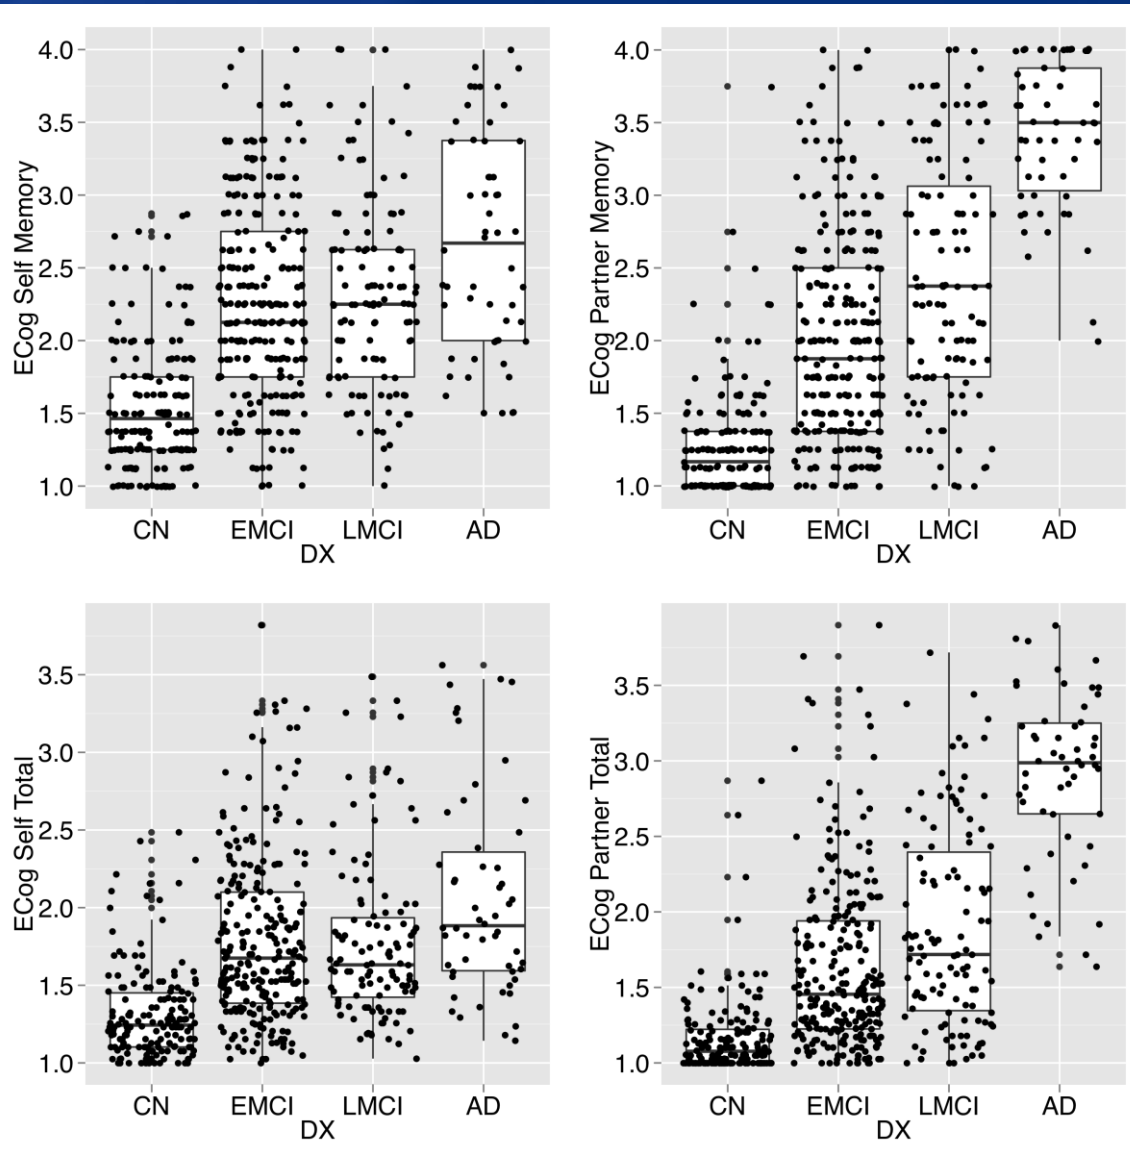 ECog Self Memory
4.0
3.5
3.0
2.5
2.0
1.5
1.0
CN EMCI LMCI AD
DX
ECog Partner Memory
4.0
3.5
3.0
2.5
2.0
1.5
1.0
CN EMCI LMCI AD
DX
ECog Self Total
3.5
3.0
2.5
2.0
1.5
1.0
CN EMCI LMCI AD
DX
ECog Partner Total
3.5
3.0
2.5
2.0
1.5
1.0
CN EMCI LMCI AD
DX